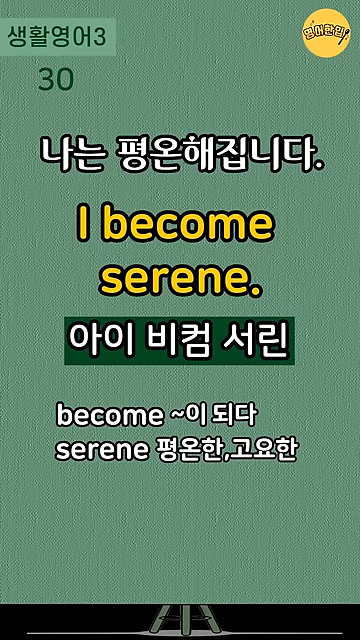 생활영어3
영어한입
30
나는 평온해집니다.
I become
serene.
아이 비컴 서린
become ~이 되다
serene 평온한,고요한